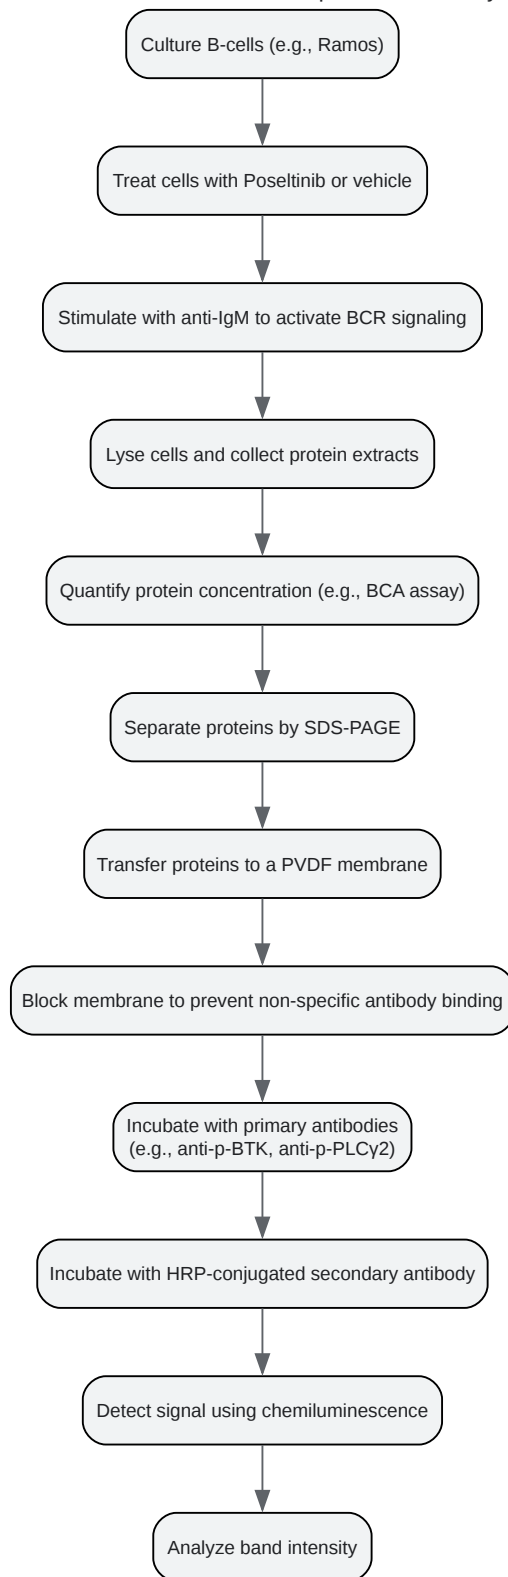 Culture B-cells (e.g., Ramos)
Treat cells with Poseltinib or vehicle
Stimulate with anti-IgM to activate BCR signaling
Lyse cells and collect protein extracts
Quantify protein concentration (e.g., BCA assay)
Separate proteins by SDS-PAGE
Transfer proteins to a PVDF membrane
Block membrane to prevent non-specific antibody binding
Incubate with primary antibodies
(e.g., anti-p-BTK, anti-p-PLCγ2)
Incubate with HRP-conjugated secondary antibody
Detect signal using chemiluminescence
Analyze band intensity